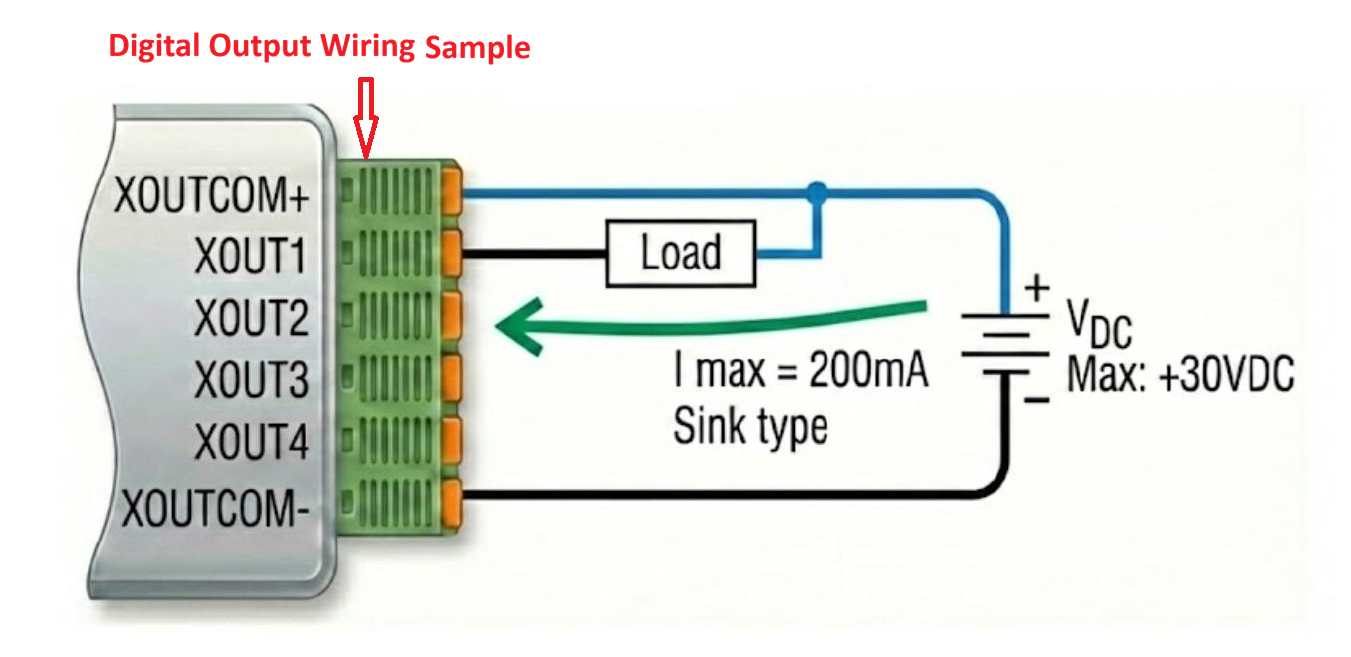 Digital Output Wiring Sample
XOUTCOM+
XOUT1
Load
XOUT2
XOUT3
XOUT4
XOUTCOM-
I max = 200mA
Sink type
+
VDC
Max: +30VDC
-